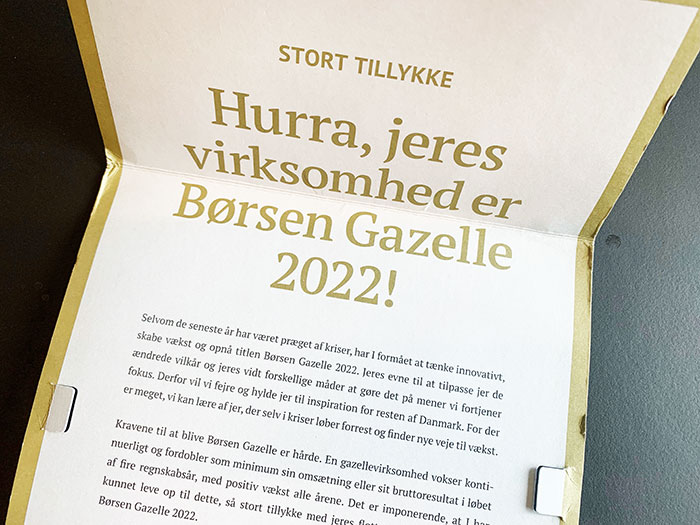 STORT TILLYKKE
Hurra, jeres
virksomhed er
Børsen Gazelle
2022!
Selvom de seneste år har været præget af kriser, har I formået at tænke innovativt,
skabe vækst og opnå titlen Børsen Gazelle 2022. Jeres evne til at tilpasse jer de
ændrede vilkår og jeres vidt forskellige måder at gøre det på mener vi fortjener
fokus. Derfor vil vi fejre og hylde jer til inspiration for resten af Danmark. For der
er meget, vi kan lære af jer, der selv i kriser løber forrest og finder nye veje til vækst.
Kravene til at blive Børsen Gazelle er hårde. En gazellevirksomhed vokser konti-
nuerligt og fordobler som minimum sin omsætning eller sit bruttoresultat i løbet
af fire regnskabsår, med positiv vækst alle årene. Det er imponerende, at I har
kunnet leve op til dette, så stort tillykke med jeres
Børsen Gazelle 2022.